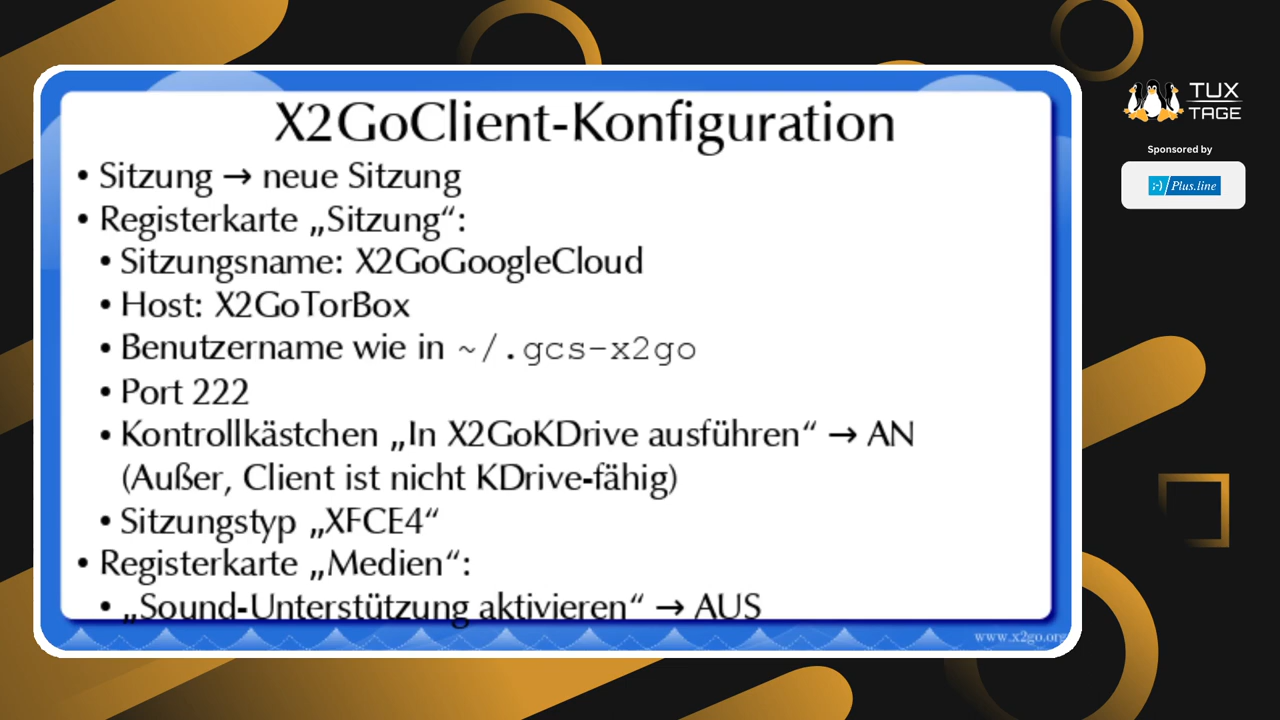 X2GoClient-Konfiguration
• Sitzung → neue Sitzung
• Registerkarte „Sitzung“:
• Sitzungsname: X2GoGoogleCloud
• Host: X2GoTorBox
• Benutzername wie in ~/.gcs-x2go
• Port 222
• Kontrollkästchen „In X2GoKDrive ausführen“ → AN
(Außer, Client ist nicht KDrive-fähig)
• Sitzungstyp „XFCE4“
• Registerkarte „Medien“:
• „Sound-Unterstützung aktivieren“ → AUS
www.x2go.org
TUX
TAGE
Sponsored by
;-) Plus.line